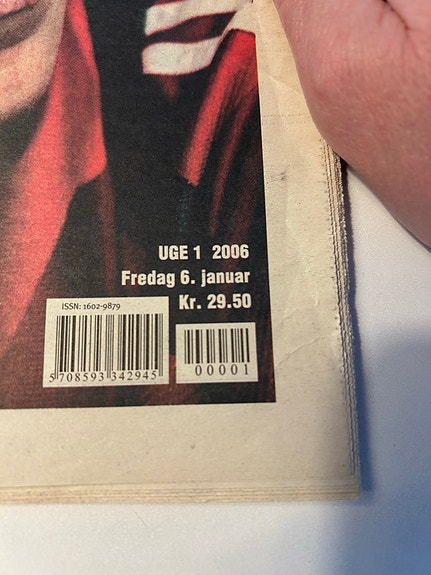 UGE 1 2006
Fredag 6. januar
Kr. 29.50
ISSN: 1602-9879
5 708593 342945
00001